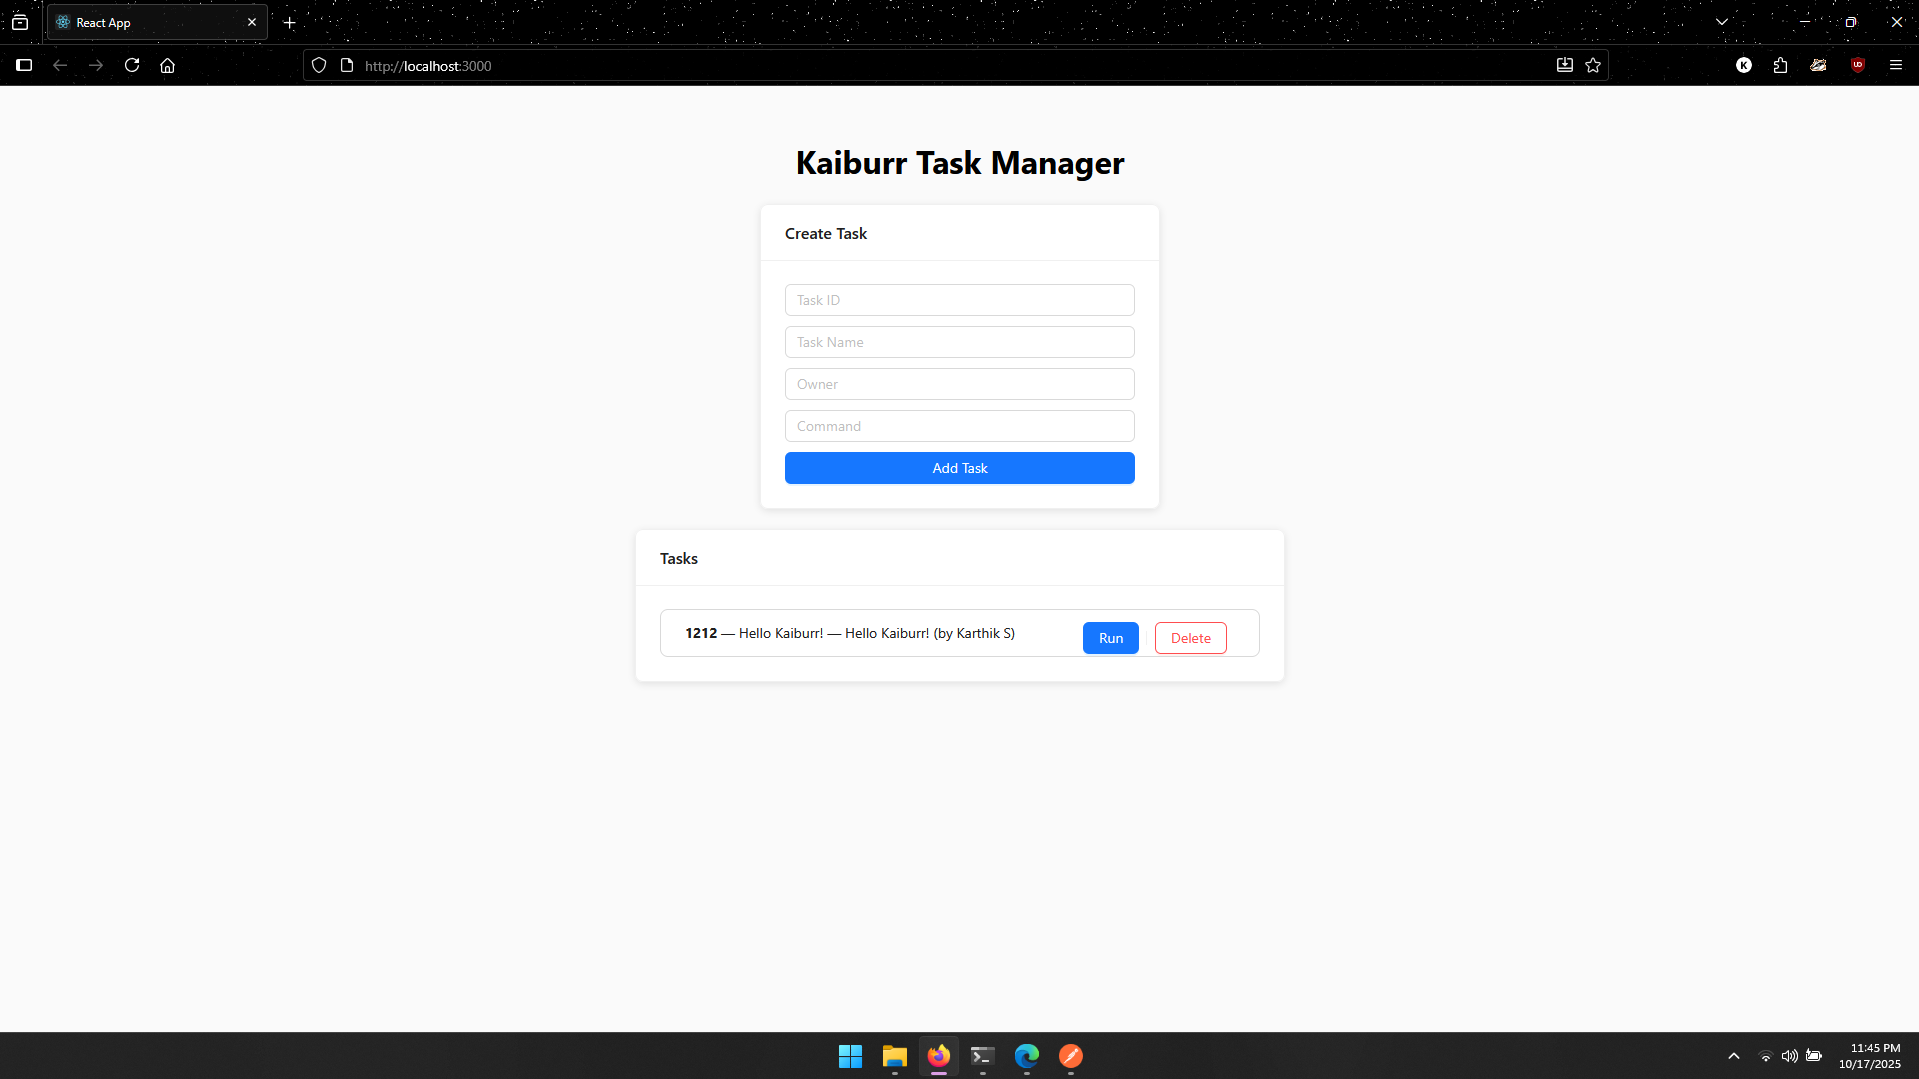 React App
http://localhost:3000
K
Kaiburr Task Manager
Create Task
Task ID
Task Name
Owner
Command
Add Task
Tasks
1212 — Hello Kaiburr! — Hello Kaiburr! (by Karthik S)
Run
Delete
11:45 PM
10/17/2025